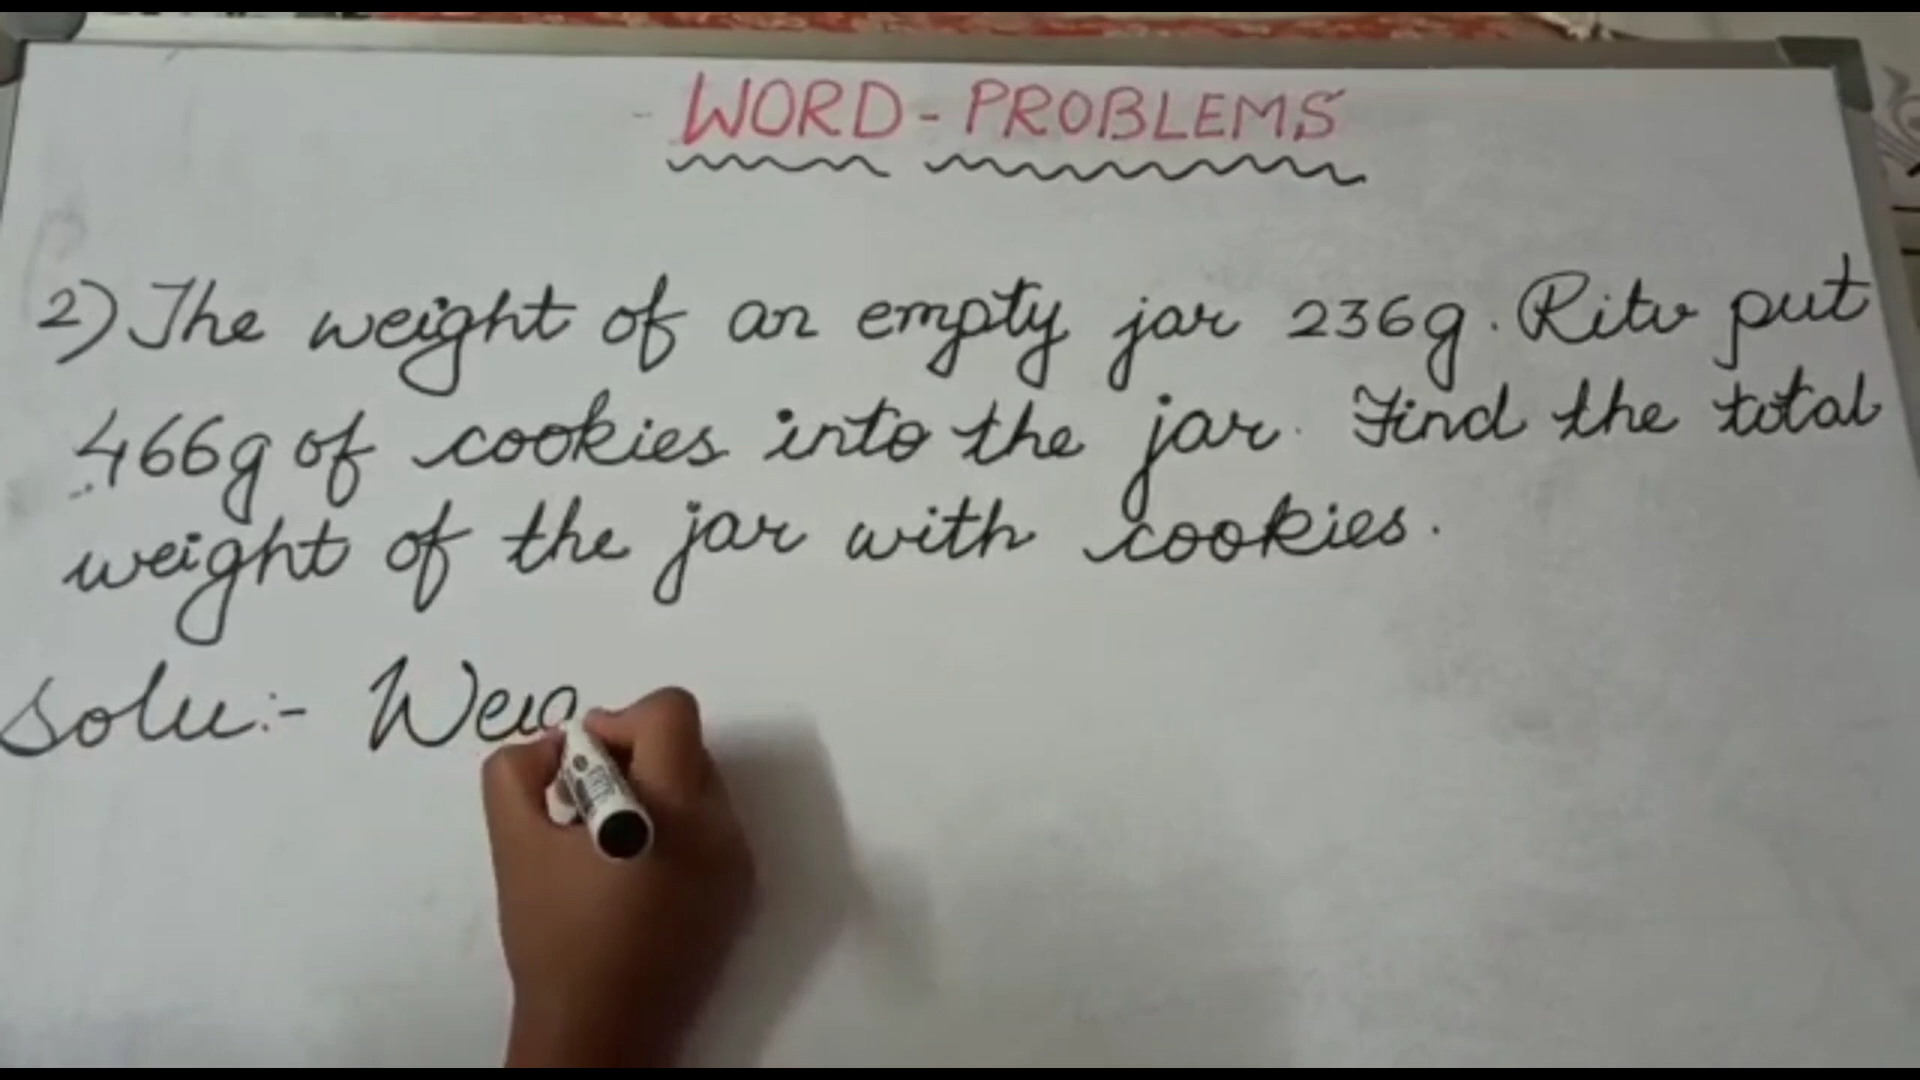 WORD - PROBLEMS
2) The weight of an empty jar 236g. Ritu put
466g of cookies into the jar. Find the total
weight of the jar with cookies.
Solu:- Weig